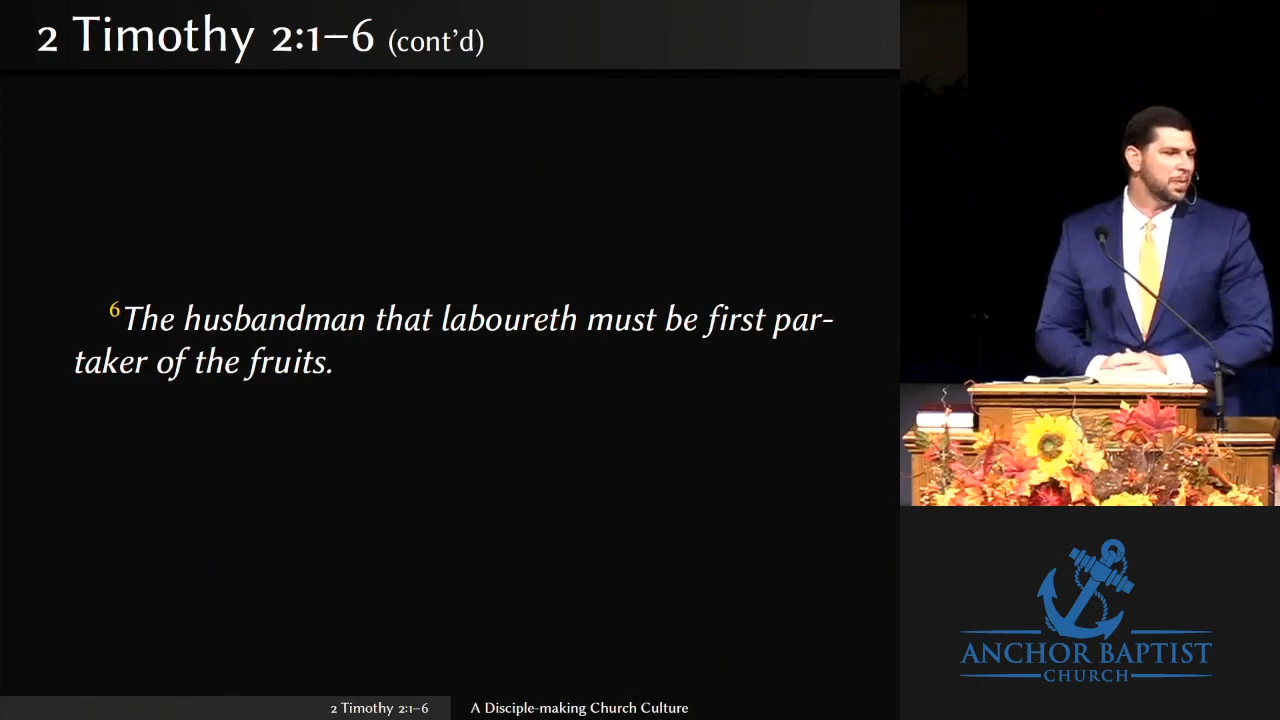 2 Timothy 2:1–6 (cont’d)
6The husbandman that laboureth must be first par-
taker of the fruits.
ANCHOR BAPTIST
CHURCH
2 Timothy 2:1–6 A Disciple-making Church Culture